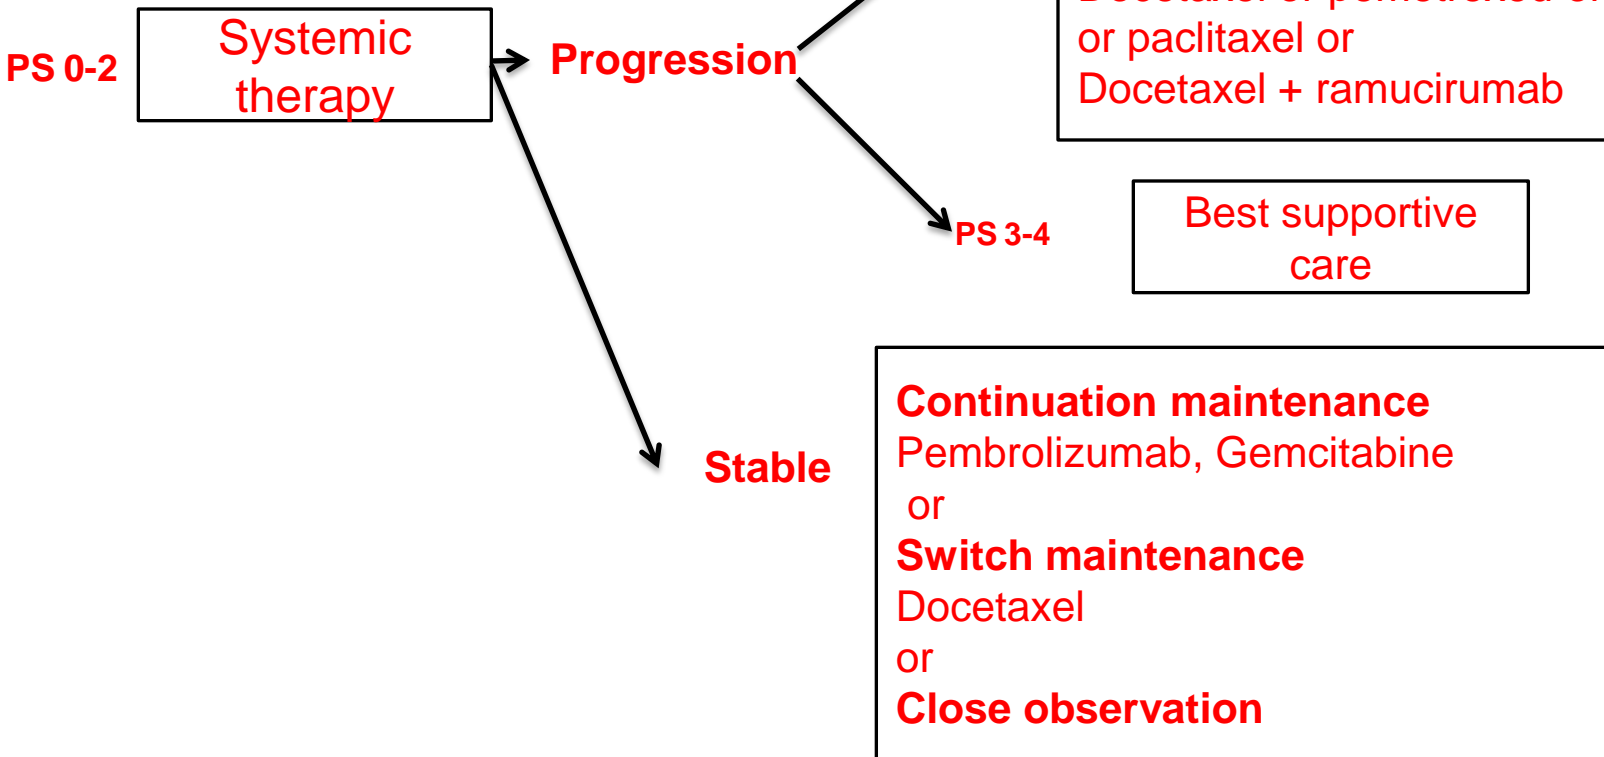 PS 0-2
Systemic
therapy
Progression
or paclitaxel or
Docetaxel + ramucirumab
PS 3-4
Best supportive
care
Stable
Continuation maintenance
Pembrolizumab, Gemcitabine
or
Switch maintenance
Docetaxel
or
Close observation